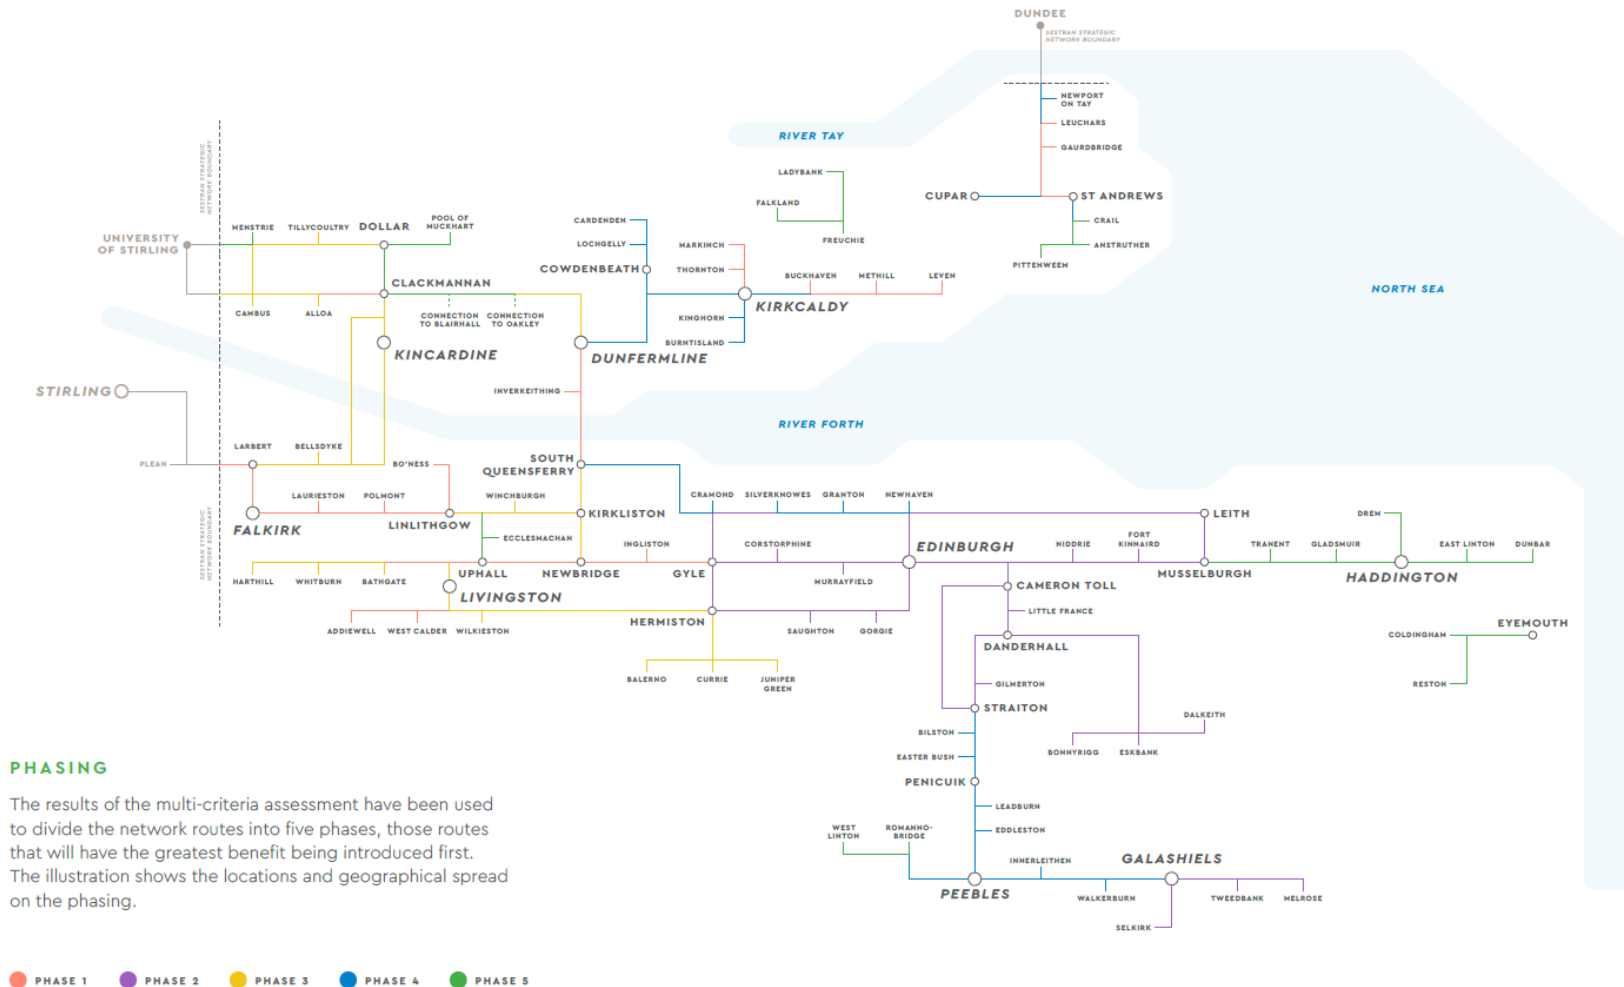 DUNDEE
SESTRAN STRATEGIC
NETWORK BOUNDARY
NEWPORT
ON TAY
LEUCHARS
RIVER TAY
GAURDBRIDGE
SESTRAN STRATEGIC
NETWORK BOUNDARY
LADYBANK
CUPAR
ST ANDREWS
FALKLAND
CRAIL
FREUCHIE
ANSTRUTHER
PITTENWEEM
UNIVERSITY
OF STIRLING
MENSTRIE
TILLYCOULTRY
DOLLAR
POOL OF
MUCKHART
CARDENDEN
LOCHGELLY
COWDENBEATH
MARKINCH
THORNTON
BUCKHAVEN
METHILL
LEVEN
CLACKMANNAN
KIRKCALDY
NORTH SEA
CAMBUS
ALLOA
CONNECTION
TO BLAIRHALL
CONNECTION
TO OAKLEY
KINGHORN
BURNTISLAND
KINCARDINE
DUNFERMLINE
STIRLING
INVERKEITHING
RIVER FORTH
LARBERT
BELLSDYKE
PLEAN
BO'NESS
SOUTH
QUEENSFERRY
LAURIESTON
POLMONT
WINCHBURGH
CRAMOND
SILVERKNOWES
GRANTON
NEWHAVEN
FALKIRK
LINLITHGOW
KIRKLISTON
LEITH
DREM
SESTRAN STRATEGIC
NETWORK BOUNDARY
ECCLESMACHAN
INGLISTON
CORSTORPHINE
EDINBURGH
NIDDRIE
FORT
KINNAIRD
TRANENT
GLADSMUIR
EAST LINTON
DUNBAR
HARTHILL
WHITBURN
BATHGATE
UPHALL
NEWBRIDGE
GYLE
MURRAYFIELD
MUSSELBURGH
HADDINGTON
LIVINGSTON
CAMERON TOLL
LITTLE FRANCE
ADDIEWELL
WEST CALDER
WILKIESTON
HERMISTON
SAUGHTON
GORGIE
DANDERHALL
COLDINGHAM
EYEMOUTH
BALERNO
CURRIE
JUNIPER
GREEN
GILMERTON
RESTON
STRAITON
DALKEITH
BILSTON
BONNYRIGG
ESKBANK
EASTER BUSH
PENICUIK
LEADBURN
EDDLESTON
WEST
LINTON
ROMANNO-
BRIDGE
INNERLEITHEN
GALASHIELS
PEEBLES
WALKERBURN
TWEEDBANK
MELROSE
SELKIRK
PHASING
The results of the multi-criteria assessment have been used
to divide the network routes into five phases, those routes
that will have the greatest benefit being introduced first.
The illustration shows the locations and geographical spread
on the phasing.
PHASE 1
PHASE 2
PHASE 3
PHASE 4
PHASE 5